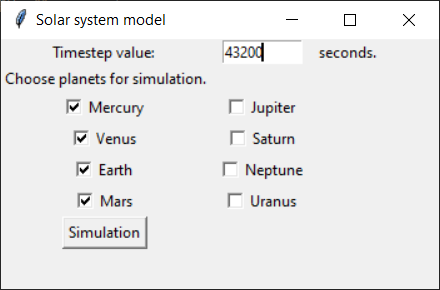 Solar system model
Timestep value: 43200 seconds.
Choose planets for simulation.
Mercury Jupiter
Venus Saturn
Earth Neptune
Mars Uranus
Simulation